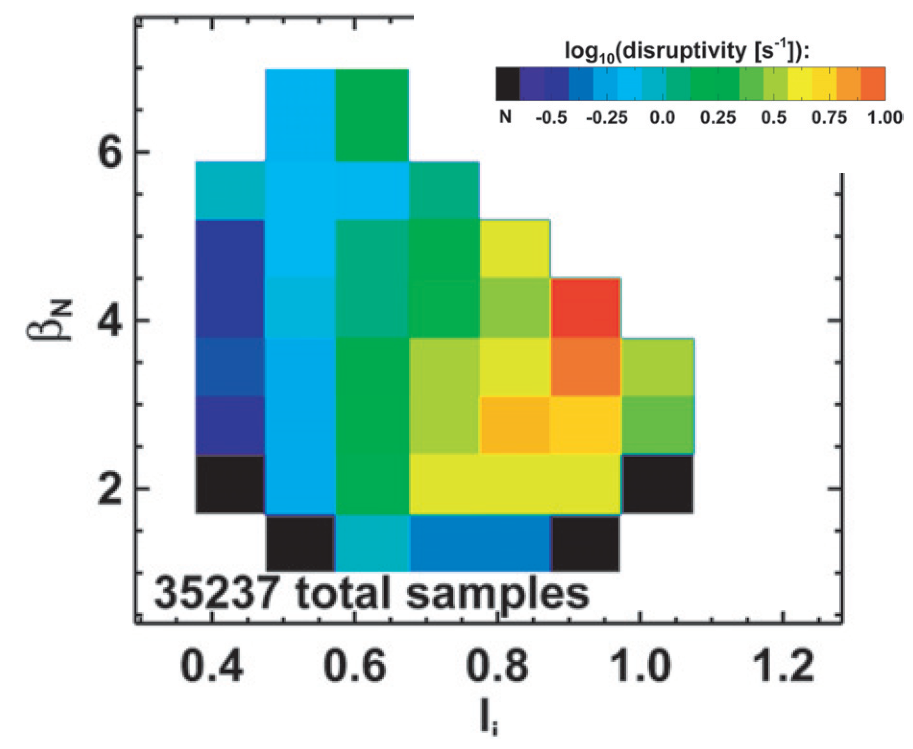 log₁₀(disruptivity [s⁻¹]):
N -0.5 -0.25 0.0 0.25 0.5 0.75 1.00
6
4
2
βN
35237 total samples
0.4 0.6 0.8 1.0 1.2
lᵢ